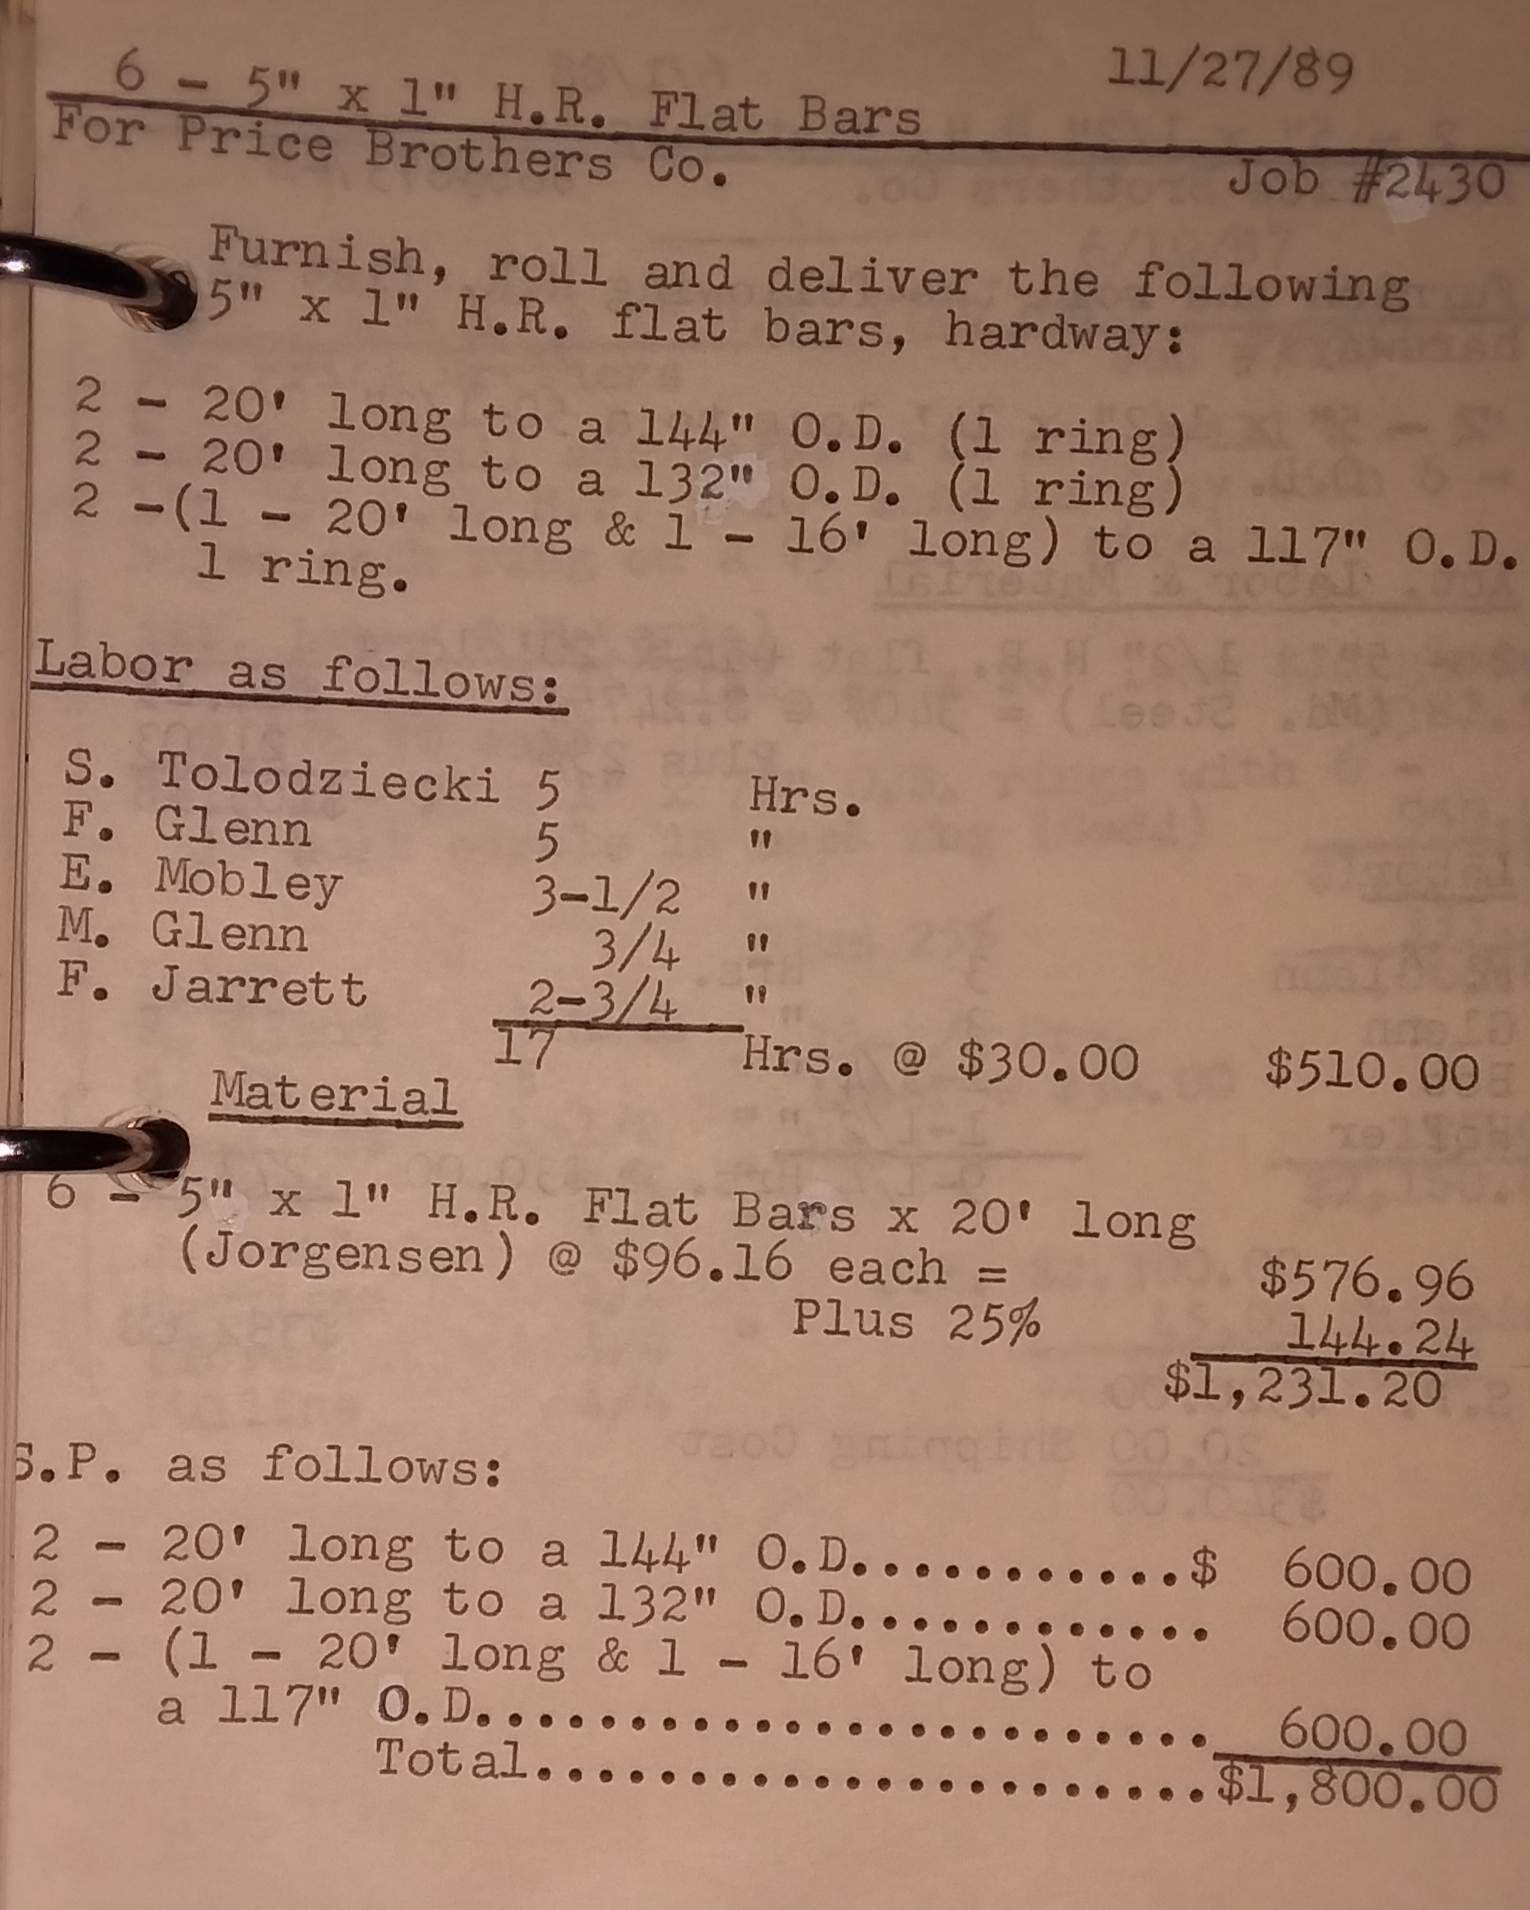 11/27/89
6 - 5" x 1" H.R. Flat Bars
For Price Brothers Co.
Job #2430
Furnish, roll and deliver the following
5" x 1" H.R. flat bars, hardway:
2 - 20' long to a 144" O.D. (1 ring)
2 - 20' long to a 132" O.D. (1 ring)
2 -(1 - 20' long & 1 - 16' long) to a 117" O.D.
1 ring.
Labor as follows:
S. Tolodziecki 5 Hrs.
F. Glenn 5 "
E. Mobley 3-1/2 "
M. Glenn 3/4 "
F. Jarrett 2-3/4 "
17 Hrs. @ $30.00 $510.00
Material
6 - 5" x 1" H.R. Flat Bars x 20' long
(Jorgensen) @ $96.16 each = $576.96
Plus 25% 144.24
$1,231.20
S.P. as follows:
2 - 20' long to a 144" O.D...........$ 600.00
2 - 20' long to a 132" O.D............ 600.00
2 - (1 - 20' long & 1 - 16' long) to
a 117" O.D........................ 600.00
Total......................$1,800.00